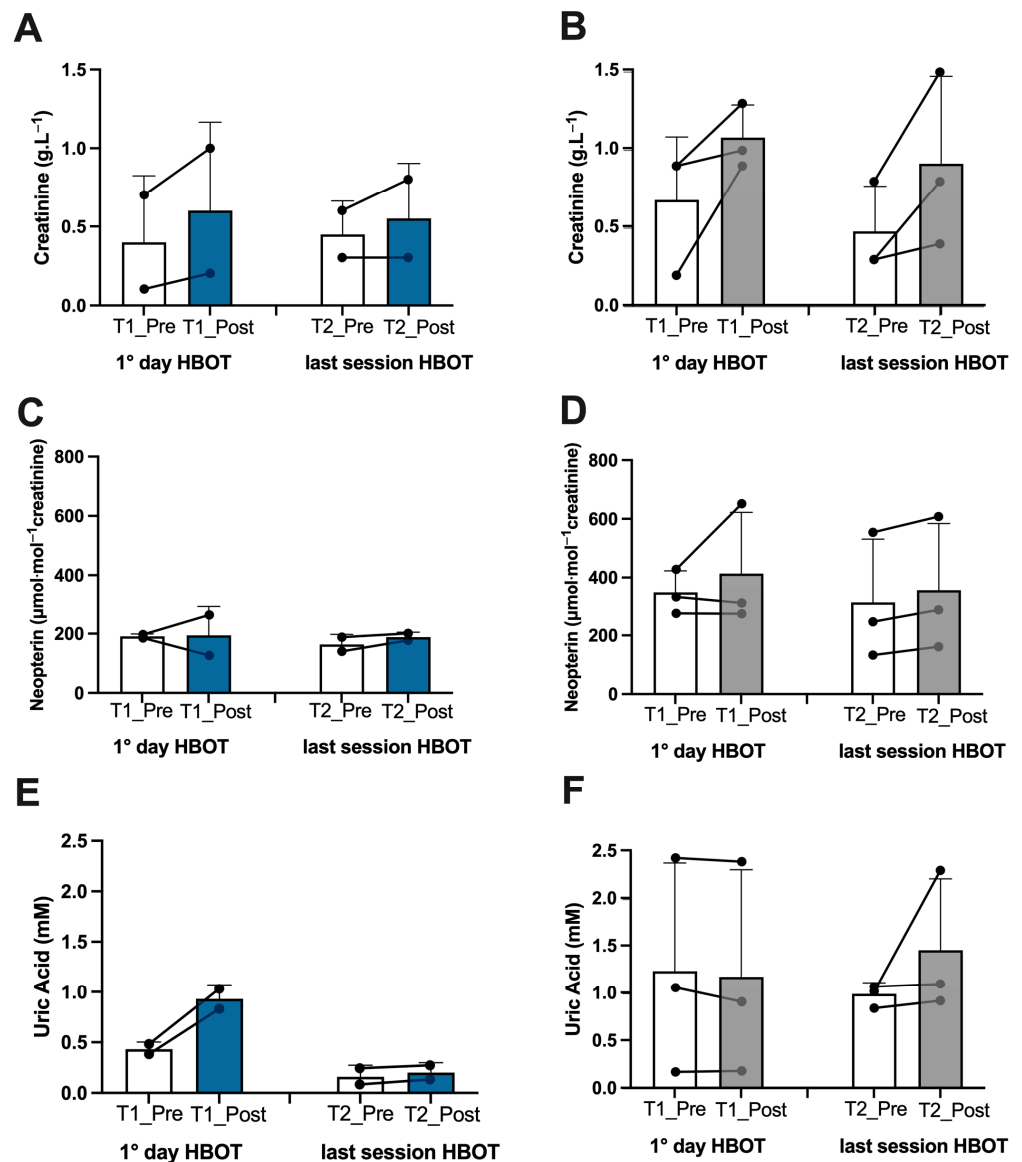 A
Creatinine (g.L⁻¹)
1.5
1.0
0.5
0.0
T1_Pre T1_Post T2_Pre T2_Post
1° day HBOT last session HBOT
B
Creatinine (g.L⁻¹)
1.5
1.0
0.5
0.0
T1_Pre T1_Post T2_Pre T2_Post
1° day HBOT last session HBOT
C
Neopterin (µmol·mol⁻¹creatinine)
800
600
400
200
0
T1_Pre T1_Post T2_Pre T2_Post
1° day HBOT last session HBOT
D
Neopterin (µmol·mol⁻¹creatinine)
800
600
400
200
0
T1_Pre T1_Post T2_Pre T2_Post
1° day HBOT last session HBOT
E
Uric Acid (mM)
2.5
2.0
1.5
1.0
0.5
0.0
T1_Pre T1_Post T2_Pre T2_Post
1° day HBOT last session HBOT
F
Uric Acid (mM)
2.5
2.0
1.5
1.0
0.5
0.0
T1_Pre T1_Post T2_Pre T2_Post
1° day HBOT last session HBOT